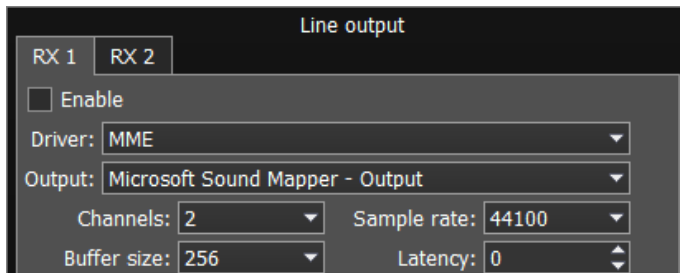 Line output
RX 1 RX 2
Enable
Driver: MME
Output: Microsoft Sound Mapper - Output
Channels: 2 Sample rate: 44100
Buffer size: 256 Latency: 0